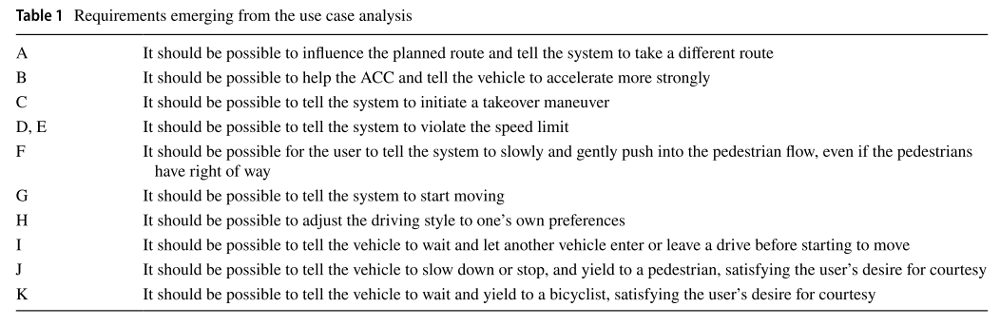 Table 1 Requirements emerging from the use case analysis
A It should be possible to influence the planned route and tell the system to take a different route
B It should be possible to help the ACC and tell the vehicle to accelerate more strongly
C It should be possible to tell the system to initiate a takeover maneuver
D, E It should be possible to tell the system to violate the speed limit
F It should be possible for the user to tell the system to slowly and gently push into the pedestrian flow, even if the pedestrians
have right of way
G It should be possible to tell the system to start moving
H It should be possible to adjust the driving style to one’s own preferences
I It should be possible to tell the vehicle to wait and let another vehicle enter or leave a drive before starting to move
J It should be possible to tell the vehicle to slow down or stop, and yield to a pedestrian, satisfying the user’s desire for courtesy
K It should be possible to tell the vehicle to wait and yield to a bicyclist, satisfying the user’s desire for courtesy